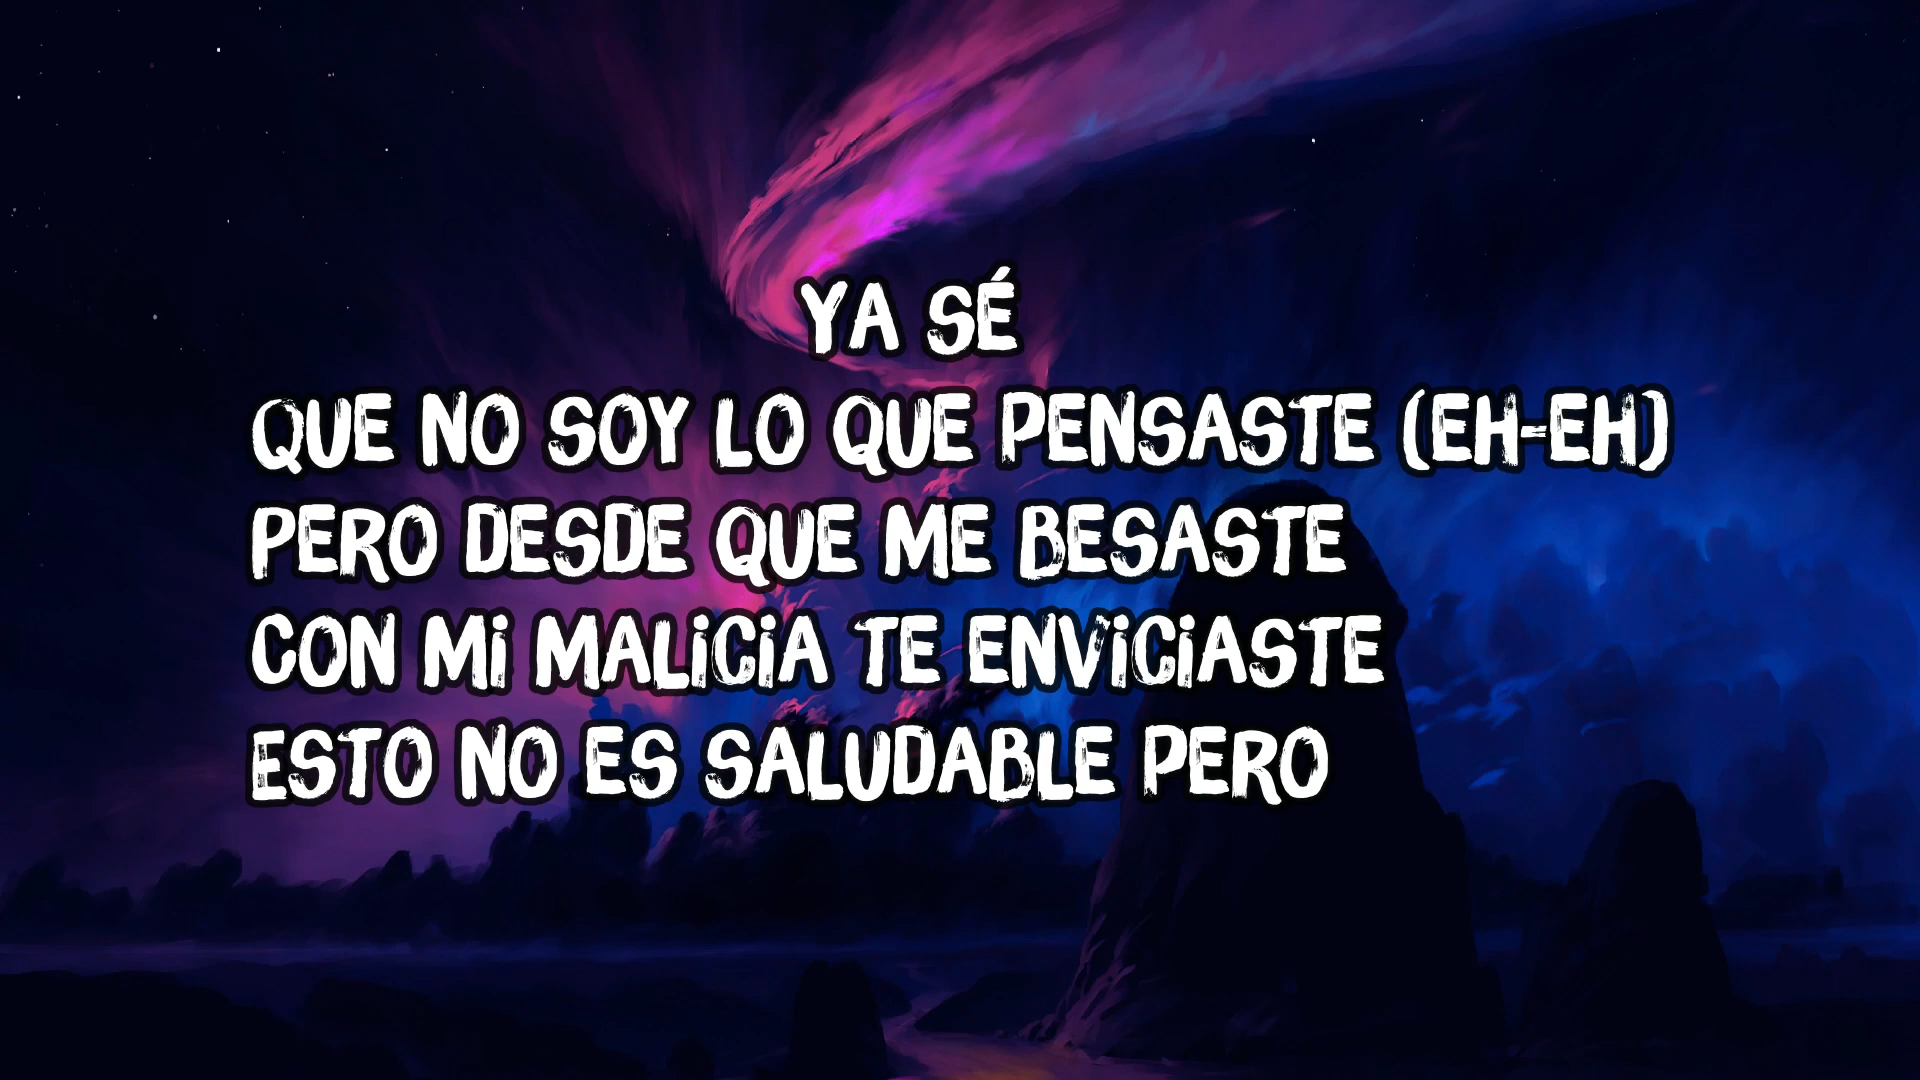 YA SÉ
QUE NO SOY LO QUE PENSASTE (EH-EH)
PERO DESDE QUE ME BESASTE
CON Mi MALiCiA TE ENViCiASTE
ESTO NO ES SALUDABLE PERO